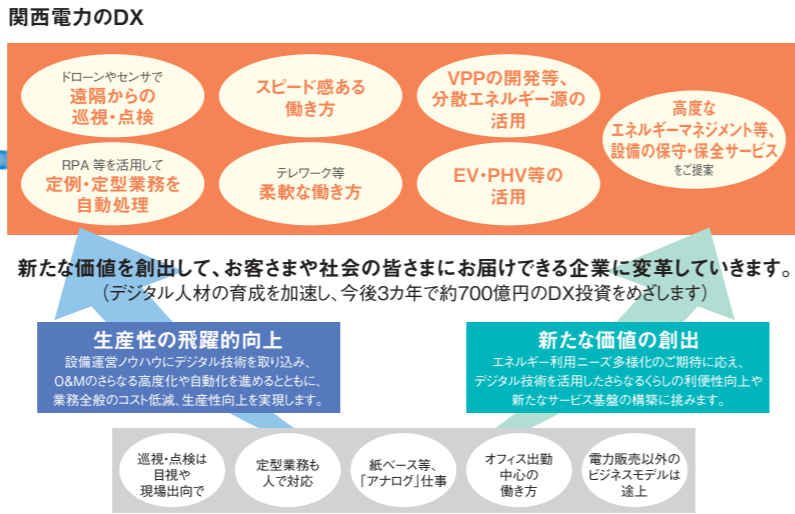 関西電力のDX
ドローンやセンサで
遠隔からの
巡視・点検
スピード感ある
働き方
VPPの開発等、
分散エネルギー源の
活用
高度な
エネルギーマネジメント等、
設備の保守・保全サービス
をご提案
RPA 等を活用して
定例・定型業務を
自動処理
テレワーク等
柔軟な働き方
EV・PHV等の
活用
新たな価値を創出して、お客さまや社会の皆さまにお届けできる企業に変革していきます。
（デジタル人材の育成を加速し、今後3カ年で約700億円のDX投資をめざします）
生産性の飛躍的向上
設備運営ノウハウにデジタル技術を取り込み、
O&Mのさらなる高度化や自動化を進めるとともに、
業務全般のコスト低減、生産性向上を実現します。
新たな価値の創出
エネルギー利用ニーズ多様化のご期待に応え、
デジタル技術を活用したさらなるくらしの利便性向上や
新たなサービス基盤の構築に挑みます。
巡視・点検は
目視や
現場出向で
定型業務も
人で対応
紙ベース等、
「アナログ」仕事
オフィス出勤
中心の
働き方
電力販売以外の
ビジネスモデルは
途上